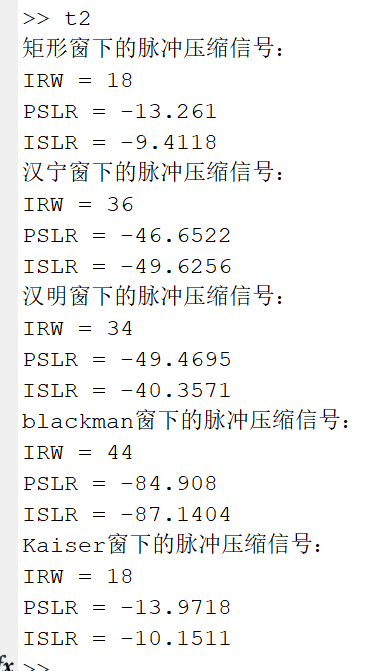 >> t2
矩形窗下的脉冲压缩信号：
IRW = 18
PSLR = -13.261
ISLR = -9.4118
汉宁窗下的脉冲压缩信号：
IRW = 36
PSLR = -46.6522
ISLR = -49.6256
汉明窗下的脉冲压缩信号：
IRW = 34
PSLR = -49.4695
ISLR = -40.3571
blackman窗下的脉冲压缩信号：
IRW = 44
PSLR = -84.908
ISLR = -87.1404
Kaiser窗下的脉冲压缩信号：
IRW = 18
PSLR = -13.9718
ISLR = -10.1511
fx >>